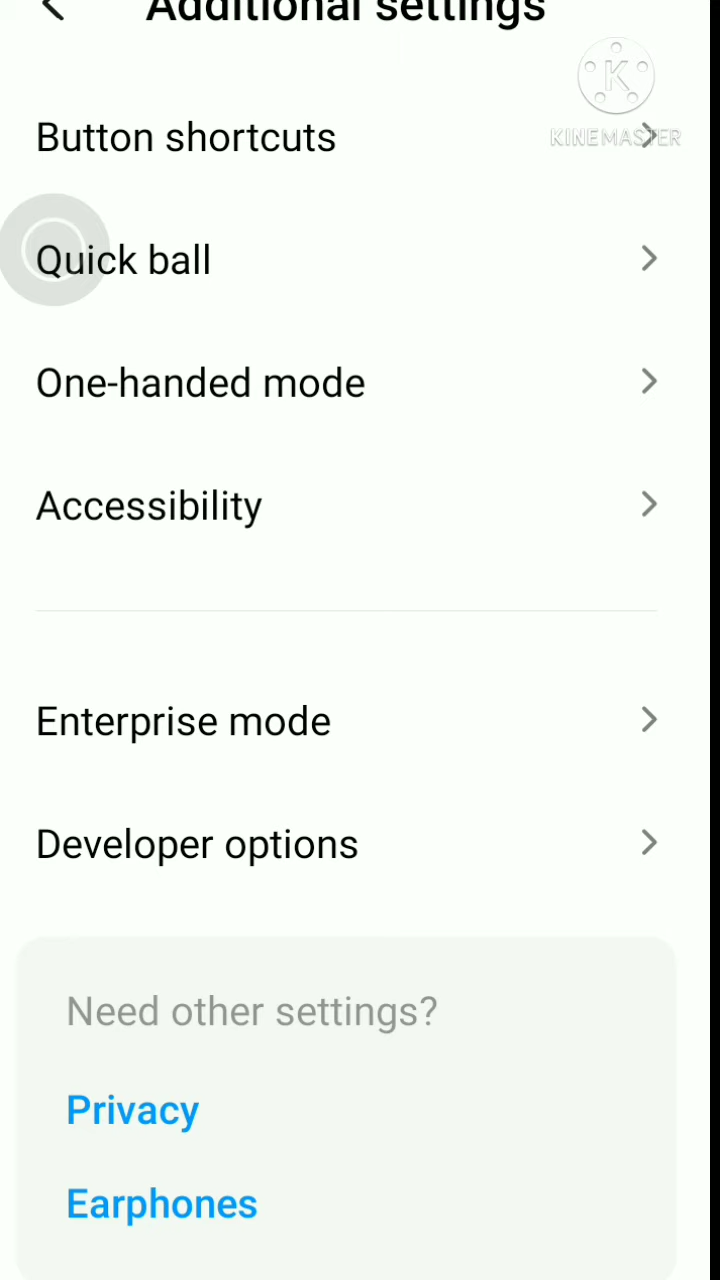 Additional settings
K
KINEMASTER
Button shortcuts
Quick ball
One-handed mode
Accessibility
Enterprise mode
Developer options
Need other settings?
Privacy
Earphones